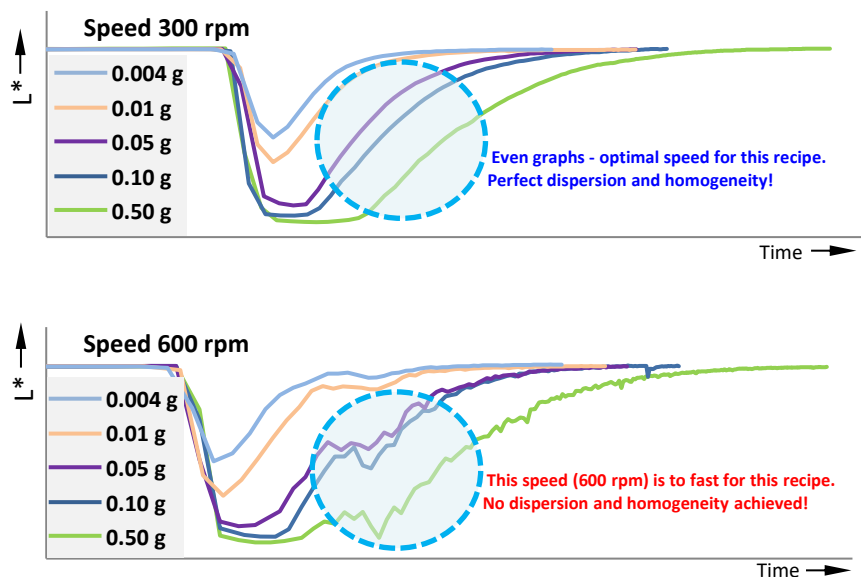 Speed 300 rpm
L*
0.004 g
0.01 g
0.05 g
0.10 g
0.50 g
Even graphs - optimal speed for this recipe.
Perfect dispersion and homogeneity!
Time
Speed 600 rpm
L*
0.004 g
0.01 g
0.05 g
0.10 g
0.50 g
This speed (600 rpm) is to fast for this recipe.
No dispersion and homogeneity achieved!
Time